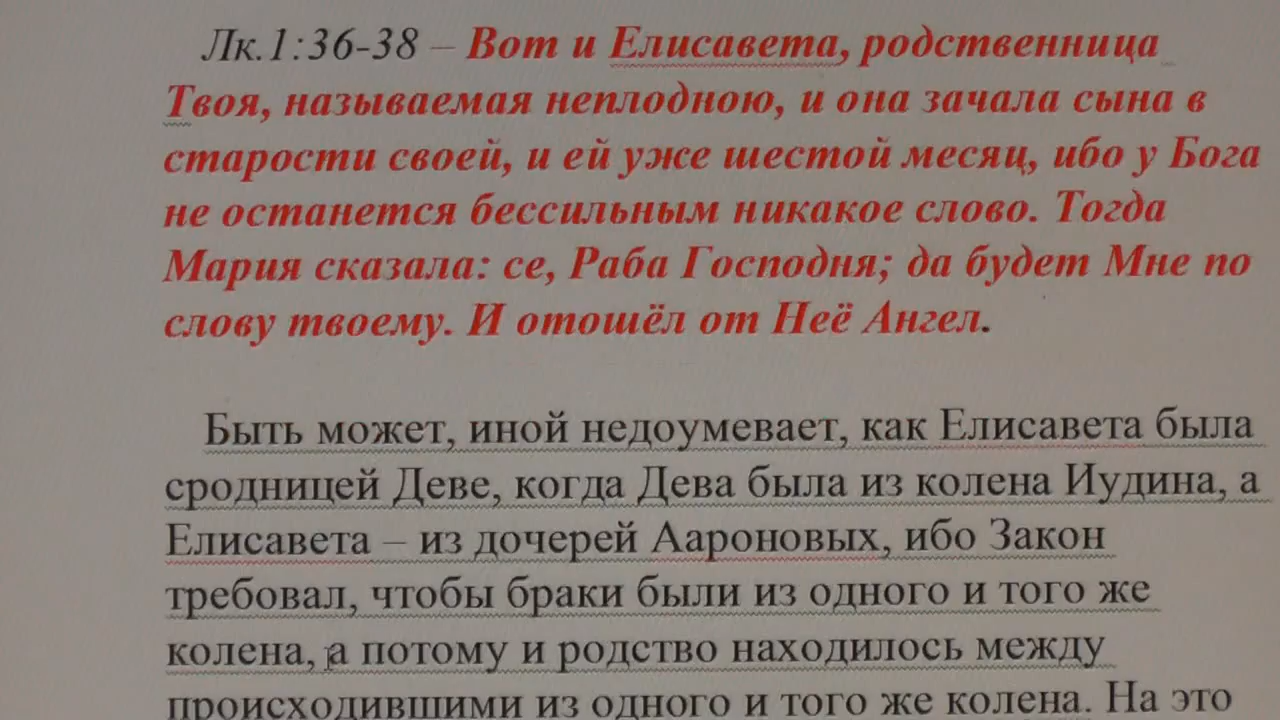 Лк.1:36-38 – Вот и Елисавета, родственница
Твоя, называемая неплодною, и она зачала сына в
старости своей, и ей уже шестой месяц, ибо у Бога
не останется бессильным никакое слово. Тогда
Мария сказала: се, Раба Господня; да будет Мне по
слову твоему. И отошёл от Неё Ангел.
Быть может, иной недоумевает, как Елисавета была
сродницей Деве, когда Дева была из колена Иудина, а
Елисавета – из дочерей Аароновых, ибо Закон
требовал, чтобы браки были из одного и того же
колена, а потому и родство находилось между
происходившими из одного и того же колена. На это